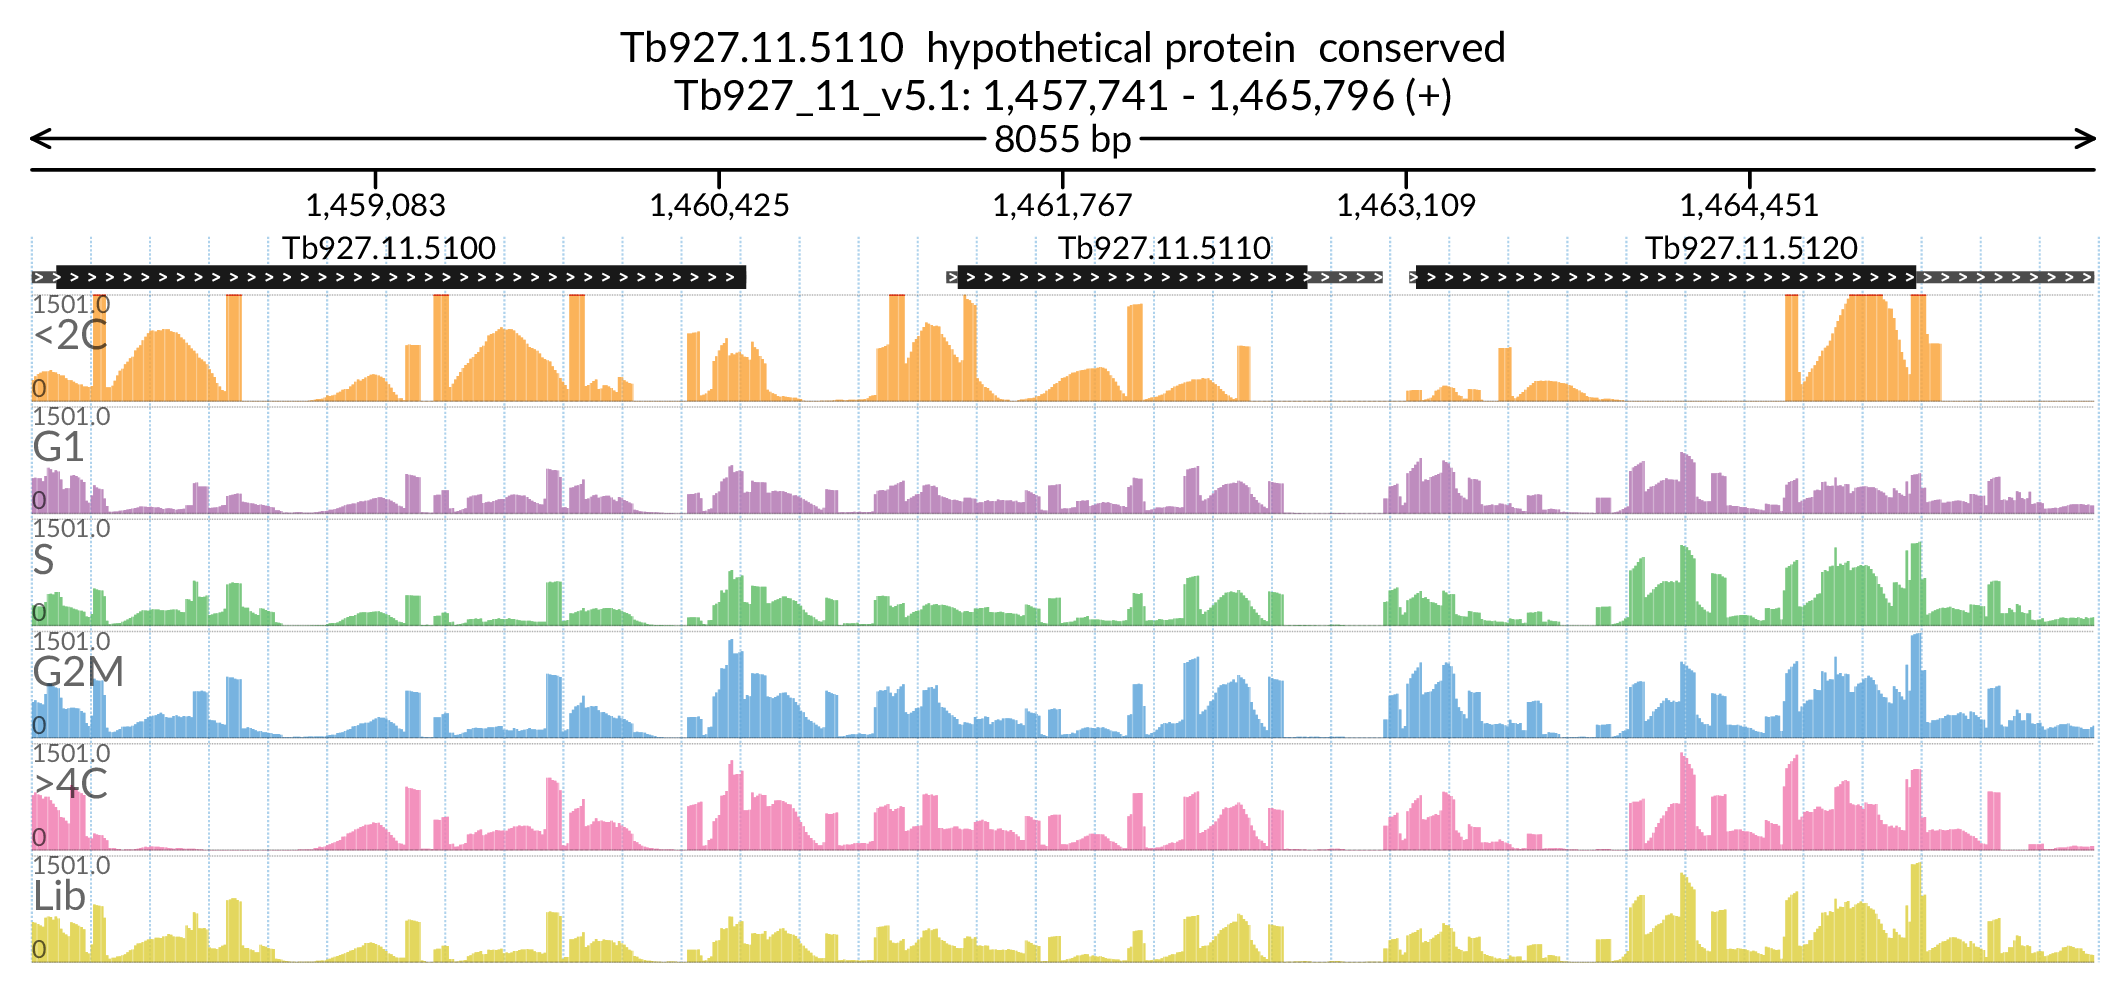 Tb927.11.5110  hypothetical protein  conserved
Tb927_11_v5.1: 1,457,741 - 1,465,796 (+)
8055 bp
1,459,083 1,460,425 1,461,767 1,463,109 1,464,451
Tb927.11.5100 Tb927.11.5110 Tb927.11.5120
1501.0
<2C
0
1501.0
G1
0
1501.0
S
0
1501.0
G2M
0
1501.0
>4C
0
1501.0
Lib
0